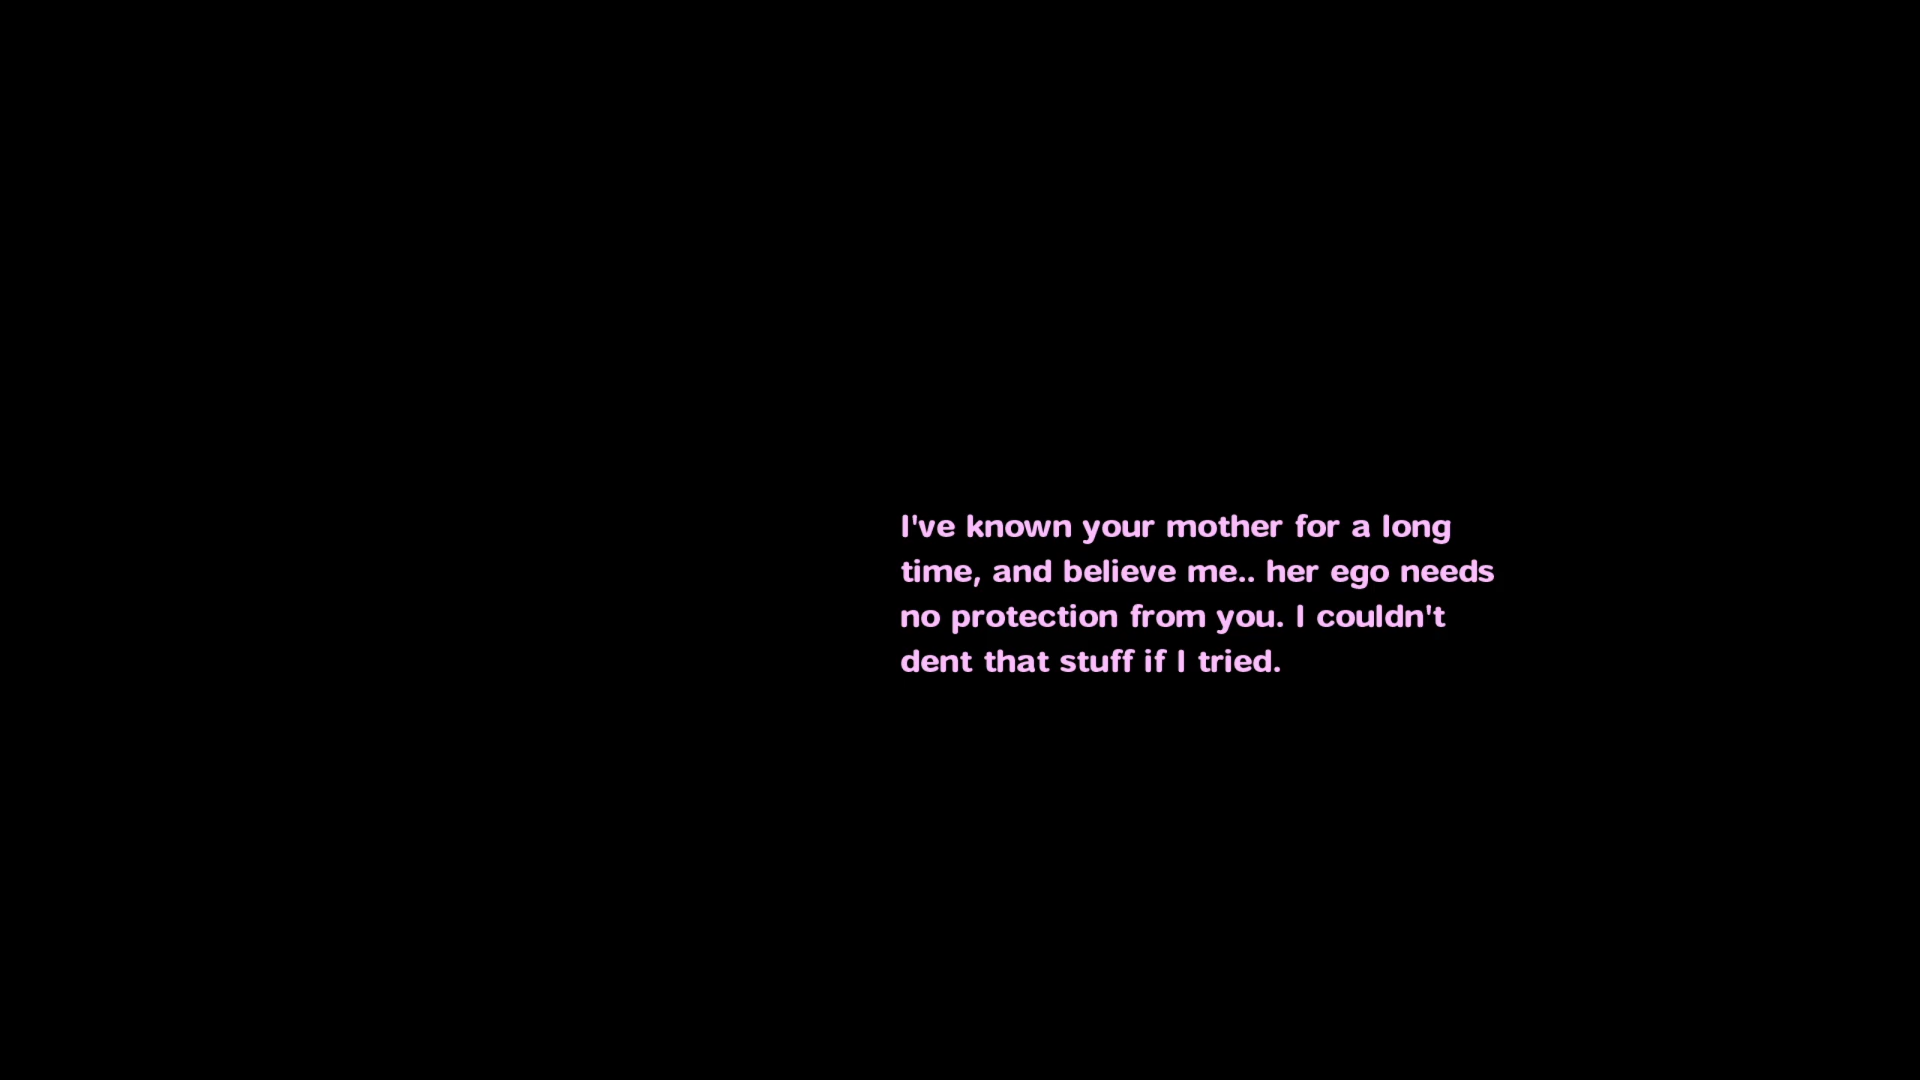 I've known your mother for a long
time, and believe me.. her ego needs
no protection from you. I couldn't
dent that stuff if I tried.